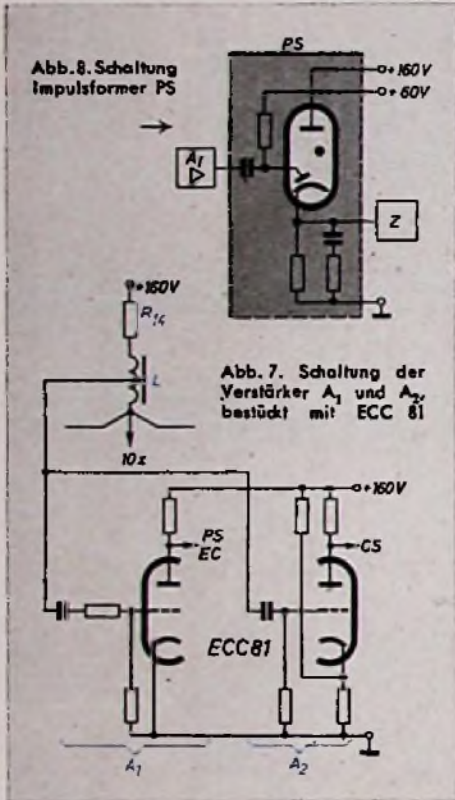 PS
Abb. 8. Schaltung
Impulsformer PS
+160V
+60V
A1
Z
+160V
R14
L
10x
Abb. 7. Schaltung der
Verstärker A1 und A2,
bestückt mit ECC 81
+160V
PS
EC
CS
ECC81
A1
A2